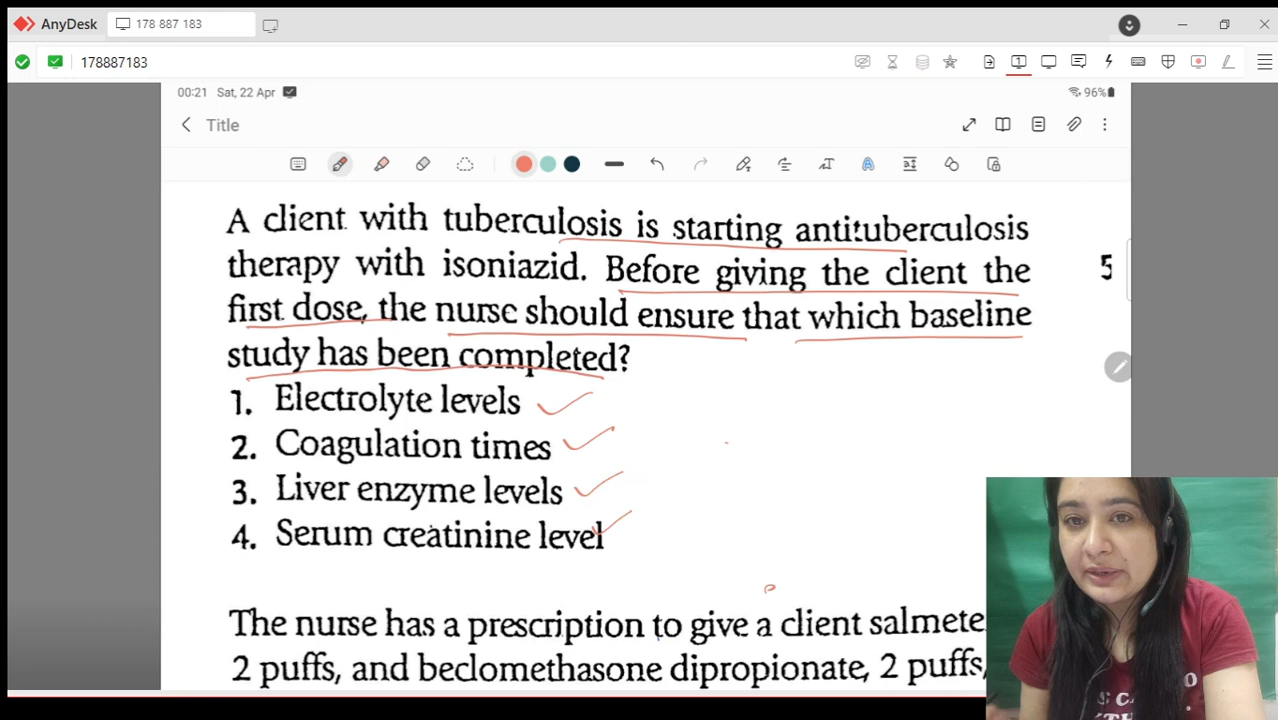 AnyDesk
178 887 183
178887183
00:21 Sat, 22 Apr
96%
Title
A client with tuberculosis is starting antituberculosis
therapy with isoniazid. Before giving the client the
first dose, the nurse should ensure that which baseline
study has been completed?
5
1. Electrolyte levels
2. Coagulation times
3. Liver enzyme levels
4. Serum creatinine level
The nurse has a prescription to give a client salmete
2 puffs, and beclomethasone dipropionate, 2 puffs,